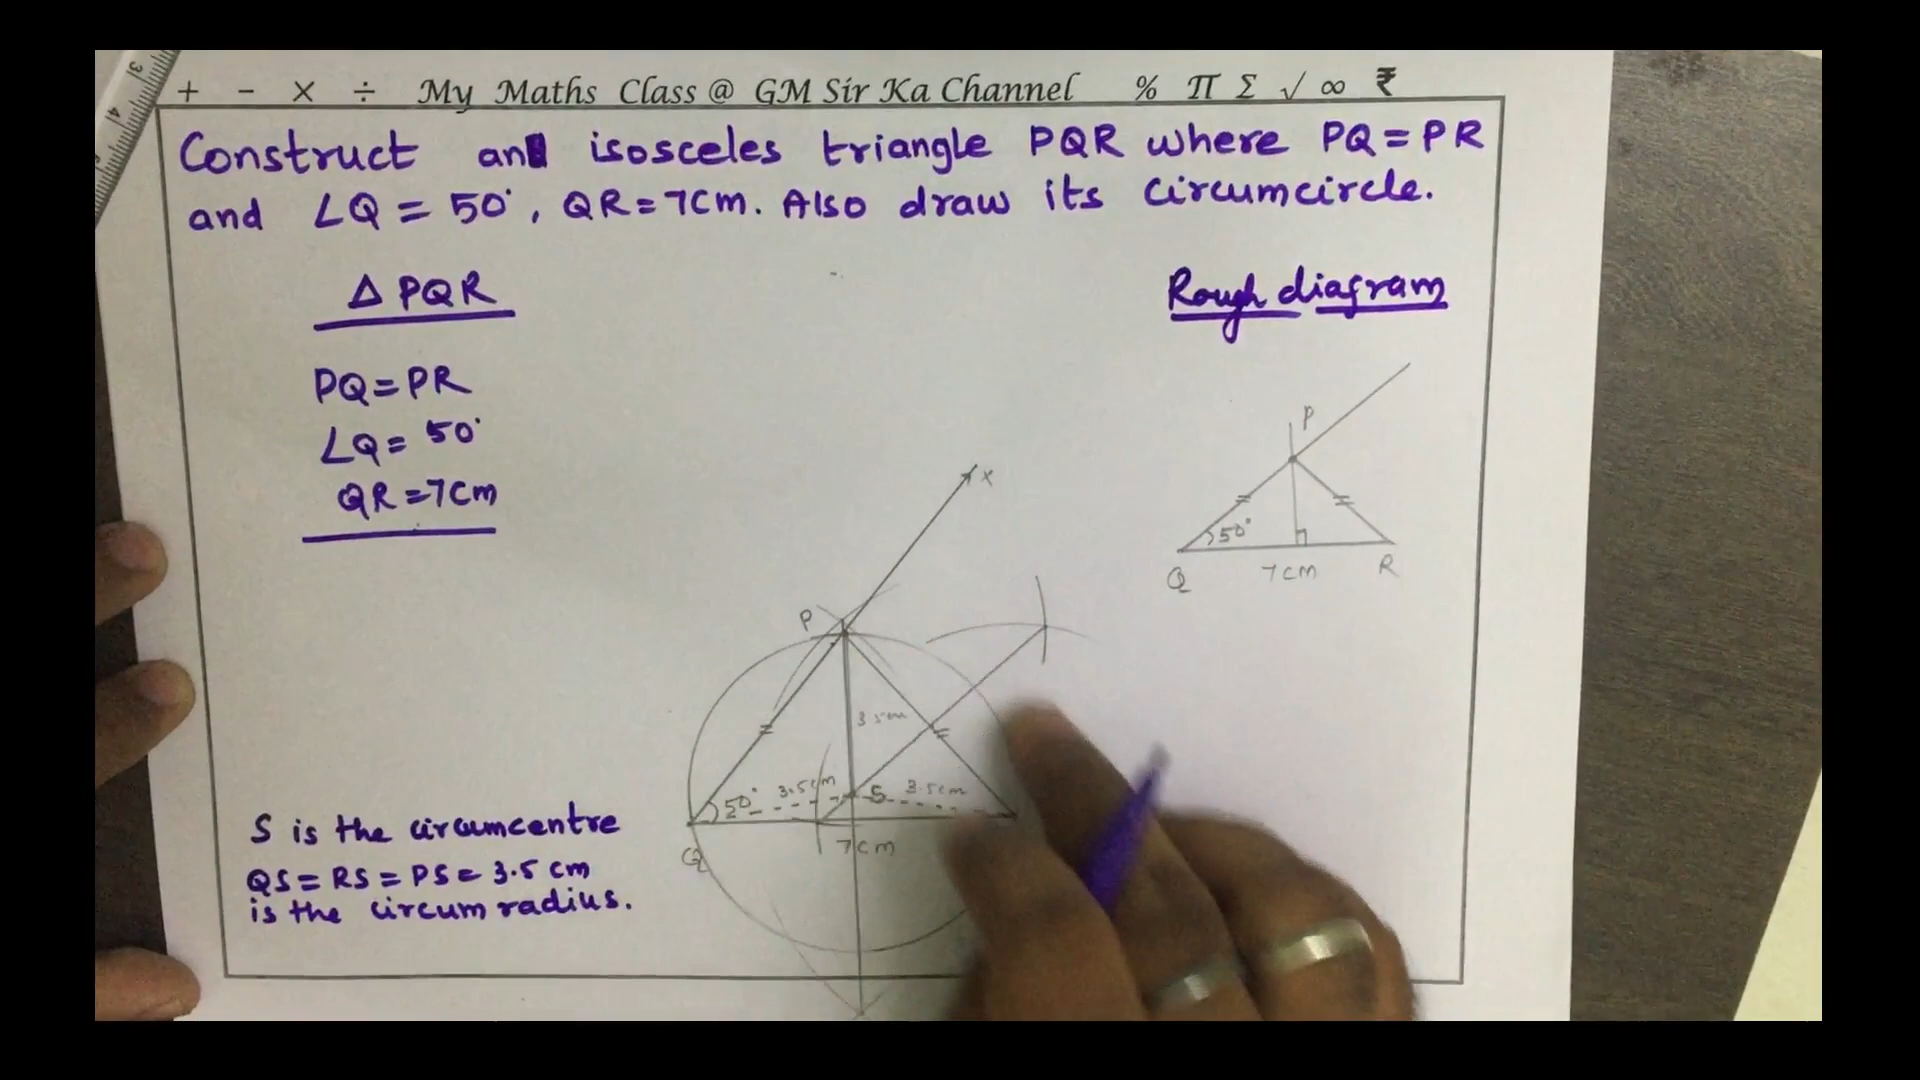 + - × ÷ My Maths Class @ GM Sir Ka Channel % Π Σ √ ∞ ₹
Construct an isosceles triangle PQR where PQ = PR
and ∠Q = 50°, QR = 7cm. Also draw its circumcircle.
Δ PQR
Rough diagram
PQ = PR
∠Q = 50°
QR = 7cm
P
50°
Q 7cm R
X
P
3.5cm
50° 3.5cm S 3.5cm
Q 7cm
S is the circumcentre
QS = RS = PS = 3.5 cm
is the circum radius.
3
4